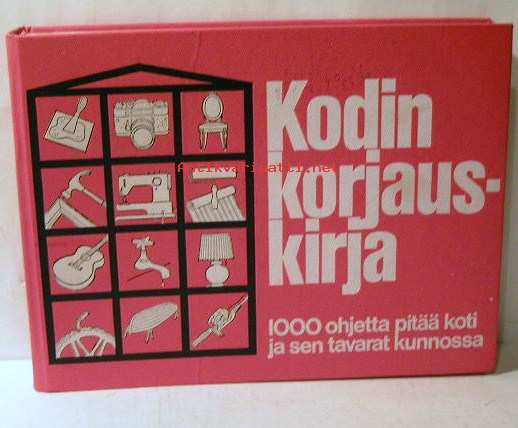 Kodin
korjaus-
kirja
1000 ohjetta pitää koti
ja sen tavarat kunnossa